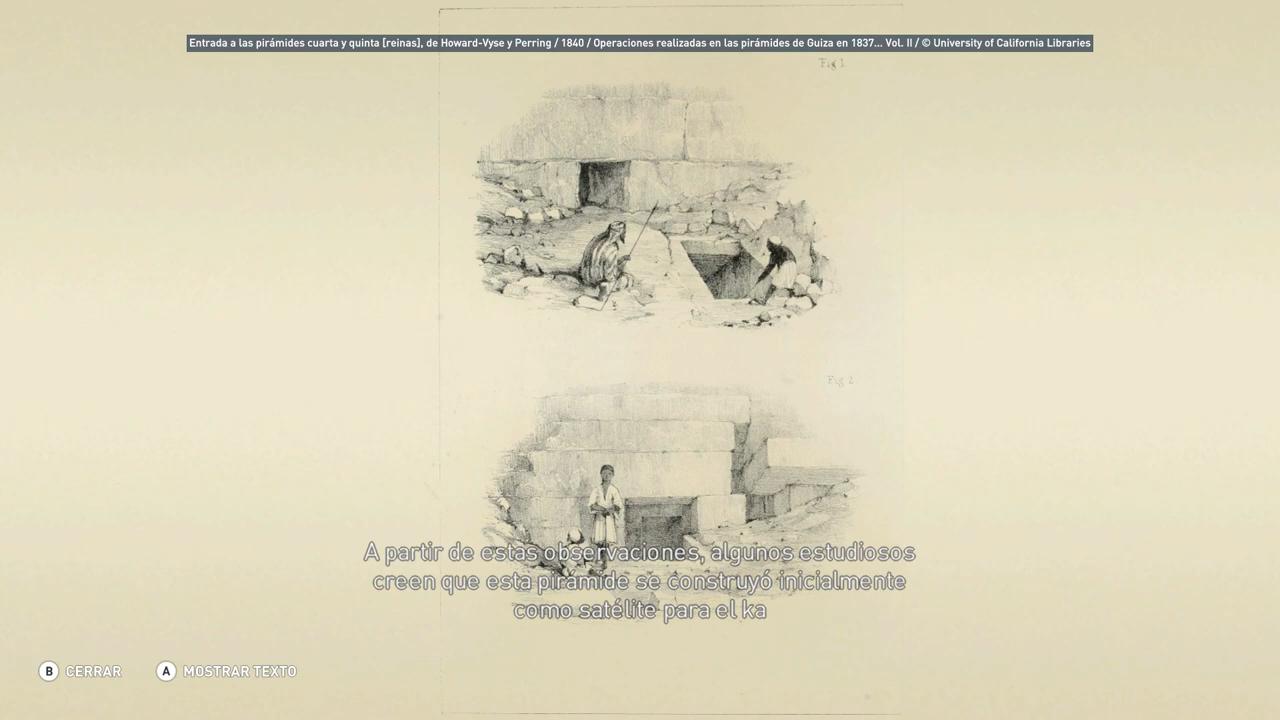 Entrada a las pirámides cuarta y quinta [reinas], de Howard-Vyse y Perring / 1840 / Operaciones realizadas en las pirámides de Guiza en 1837... Vol. II / © University of California Libraries
Fig 1
Fig 2
A partir de estas observaciones, algunos estudiosos
creen que esta pirámide se construyó inicialmente
como satélite para el ka
B CERRAR A MOSTRAR TEXTO